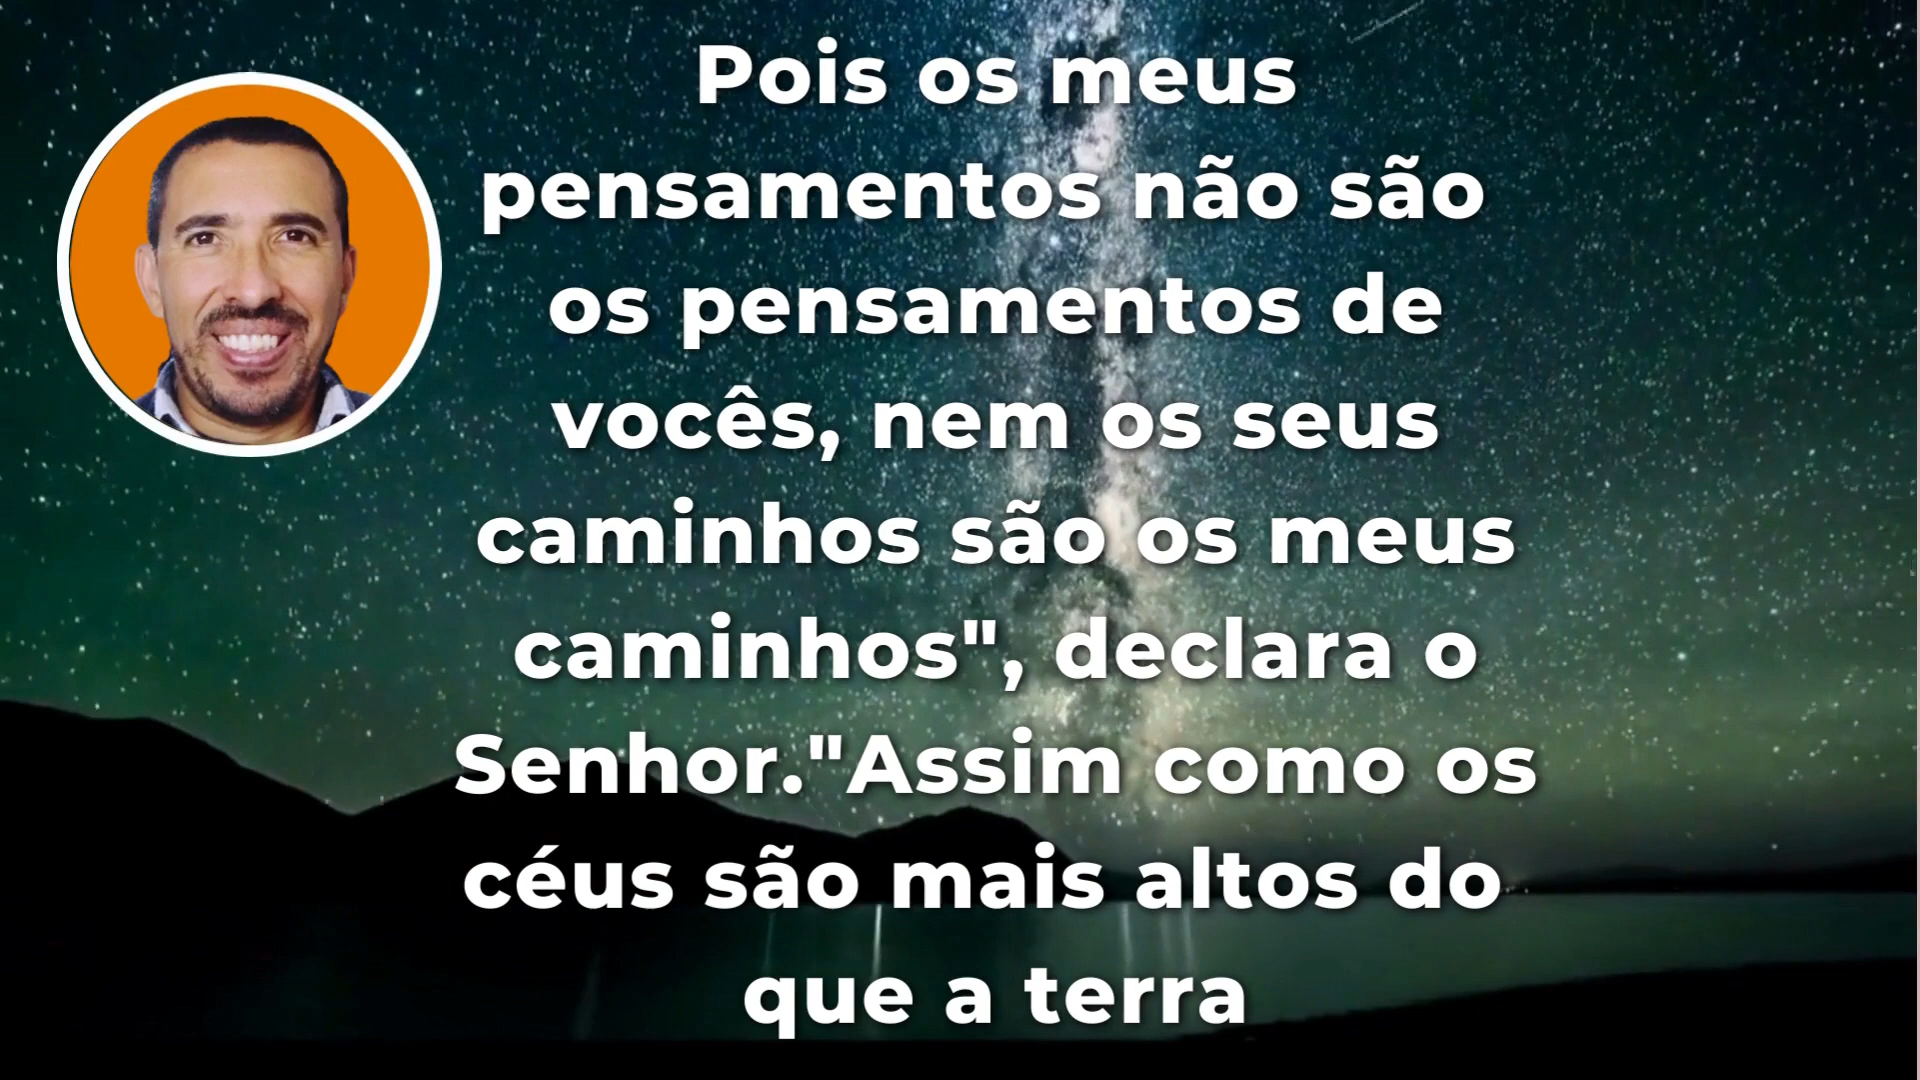 Pois os meus
pensamentos não são
os pensamentos de
vocês, nem os seus
caminhos são os meus
caminhos", declara o
Senhor."Assim como os
céus são mais altos do
que a terra